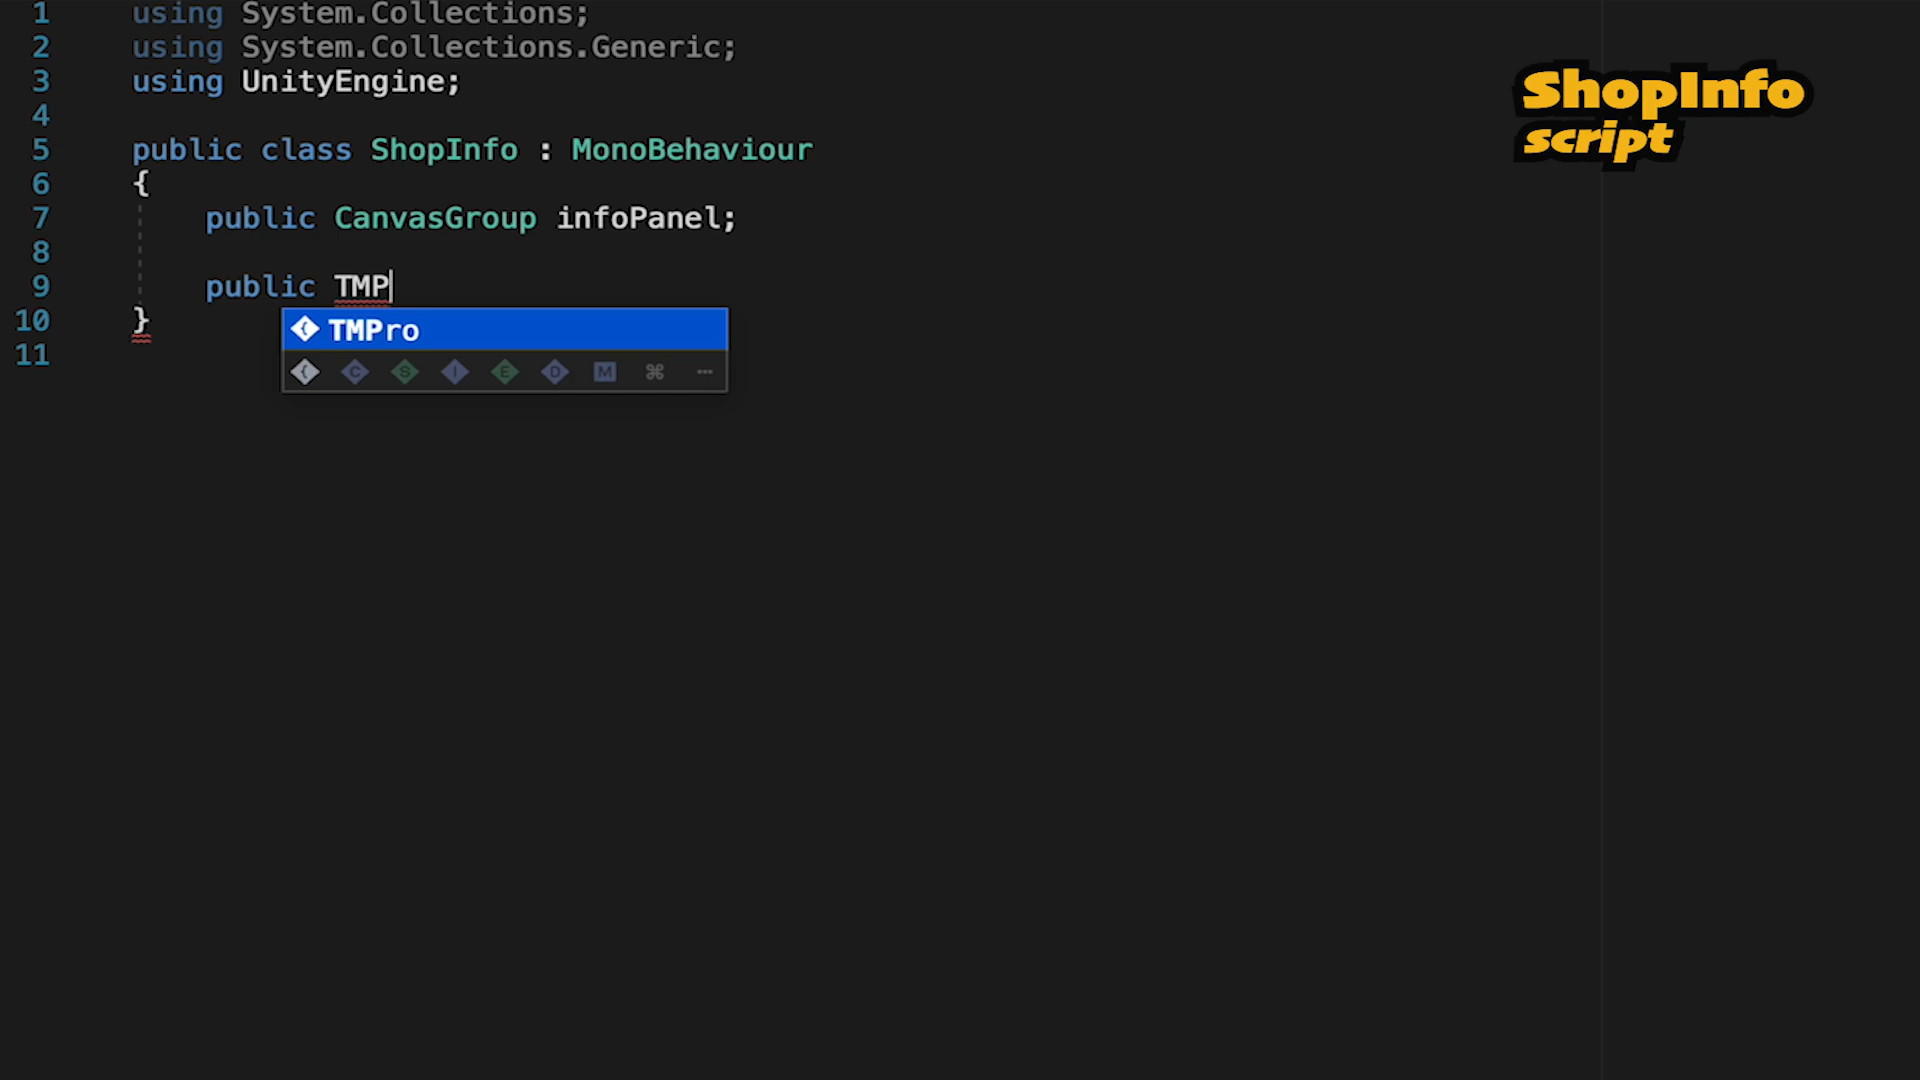 1 using System.Collections;
2 using System.Collections.Generic;
3 using UnityEngine;
4
5 public class ShopInfo : MonoBehaviour
6 {
7 public CanvasGroup infoPanel;
8
9 public TMP
10 }
11
TMPro
C S I E D M ⌘ ···
ShopInfo
script